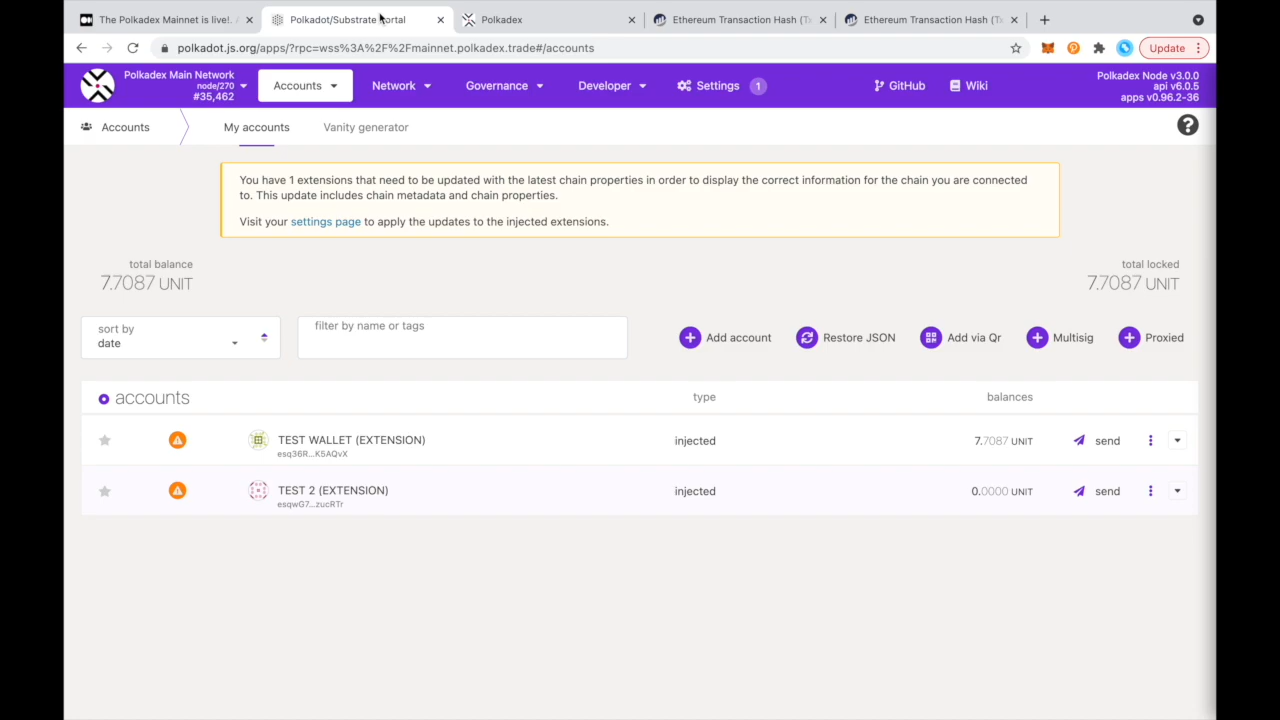 The Polkadex Mainnet is live!.
Polkadot/Substrate Portal
Polkadex
Ethereum Transaction Hash (Tx
Ethereum Transaction Hash (Tx
polkadot.js.org/apps/?rpc=wss%3A%2F%2Fmainnet.polkadex.trade#/accounts
Update
Polkadex Main Network
node/270
#35,462
Accounts
Network
Governance
Developer
Settings
1
GitHub
Wiki
Polkadex Node v3.0.0
api v6.0.5
apps v0.96.2-36
Accounts
My accounts
Vanity generator
?
You have 1 extensions that need to be updated with the latest chain properties in order to display the correct information for the chain you are connected
to. This update includes chain metadata and chain properties.
Visit your settings page to apply the updates to the injected extensions.
total balance
7.7087 UNIT
total locked
7.7087 UNIT
sort by
date
filter by name or tags
Add account
Restore JSON
Add via Qr
Multisig
Proxied
accounts
type
balances
TEST WALLET (EXTENSION)
esq36R...K5AQvX
injected
7.7087 UNIT
send
TEST 2 (EXTENSION)
esqwG7...zucRTr
injected
0.0000 UNIT
send